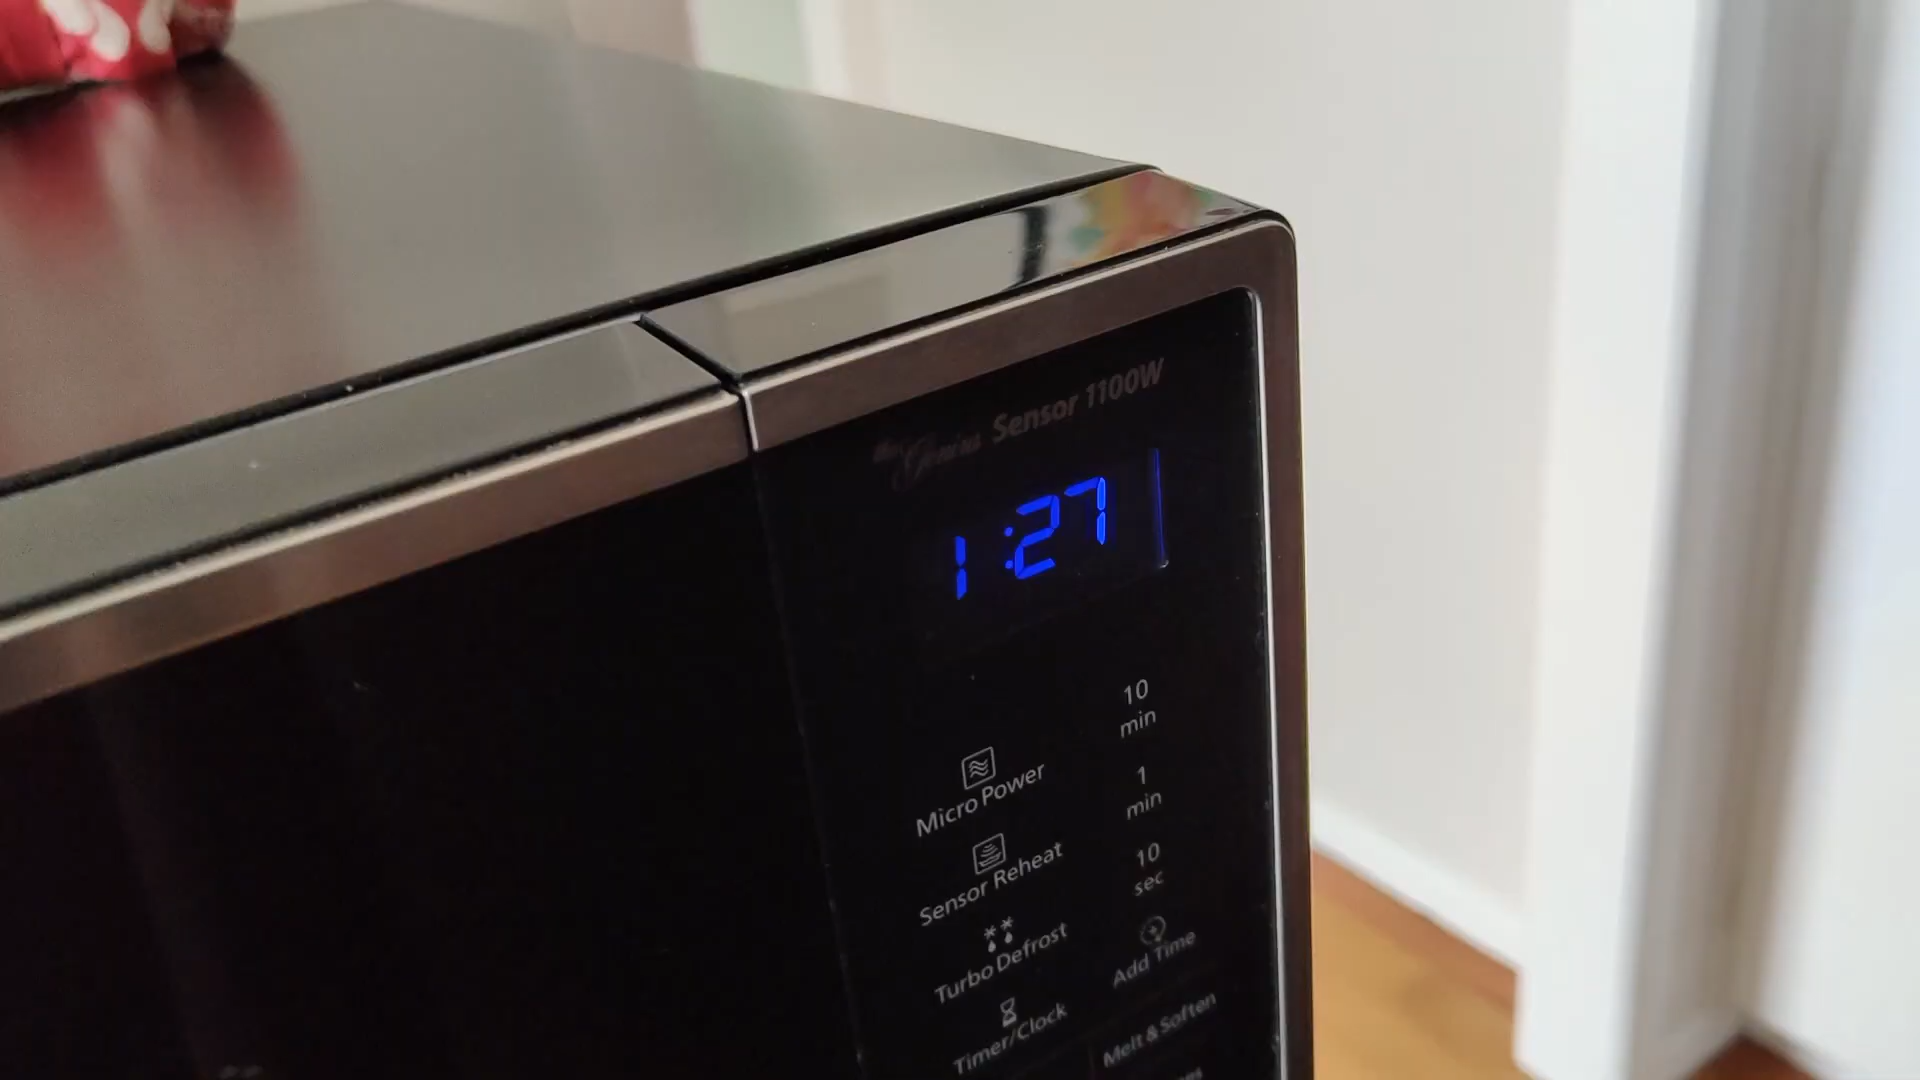 Genius Sensor 1100W
1:27
10
min
Micro Power
1
min
Sensor Reheat
10
sec
Turbo Defrost
Add Time
Timer/Clock
Melt & Soften